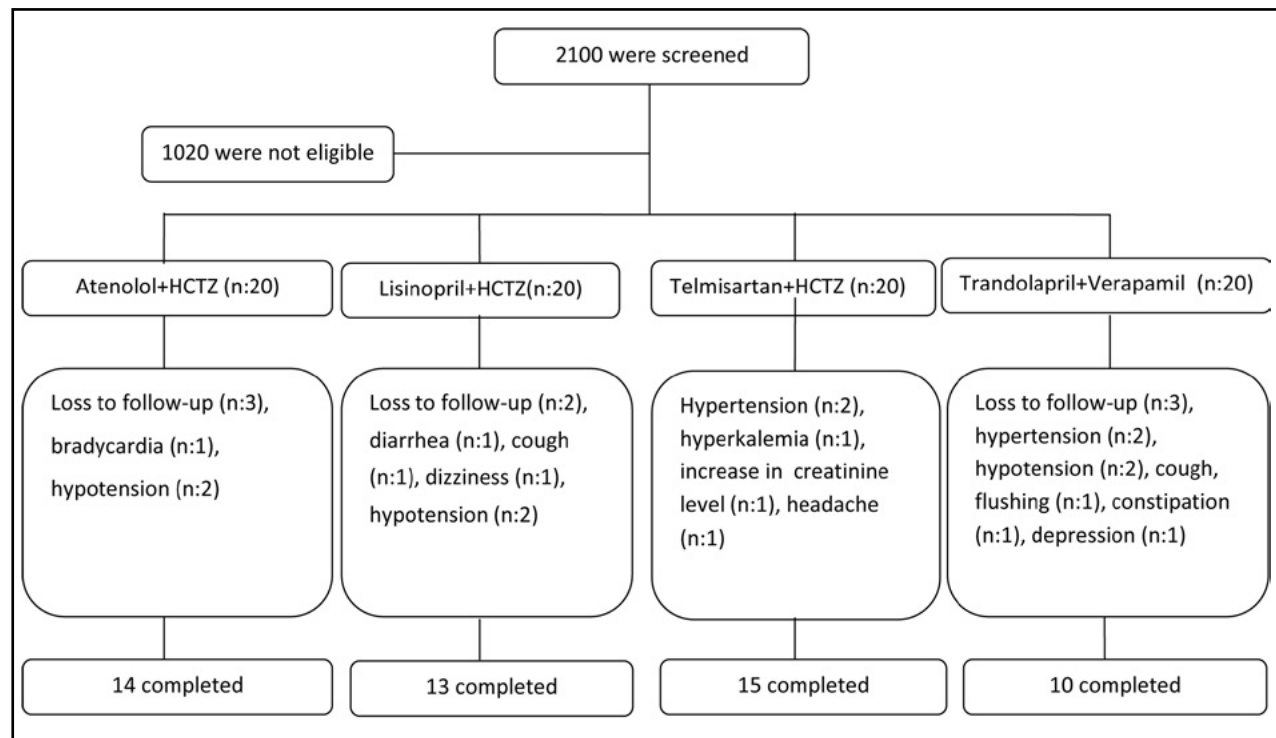 2100 were screened
1020 were not eligible
Atenolol+HCTZ (n:20)
Lisinopril+HCTZ(n:20)
Telmisartan+HCTZ (n:20)
Trandolapril+Verapamil (n:20)
Loss to follow-up (n:3),
bradycardia (n:1),
hypotension (n:2)
Loss to follow-up (n:2),
diarrhea (n:1), cough
(n:1), dizziness (n:1),
hypotension (n:2)
Hypertension (n:2),
hyperkalemia (n:1),
increase in creatinine
level (n:1), headache
(n:1)
Loss to follow-up (n:3),
hypertension (n:2),
hypotension (n:2), cough,
flushing (n:1), constipation
(n:1), depression (n:1)
14 completed
13 completed
15 completed
10 completed